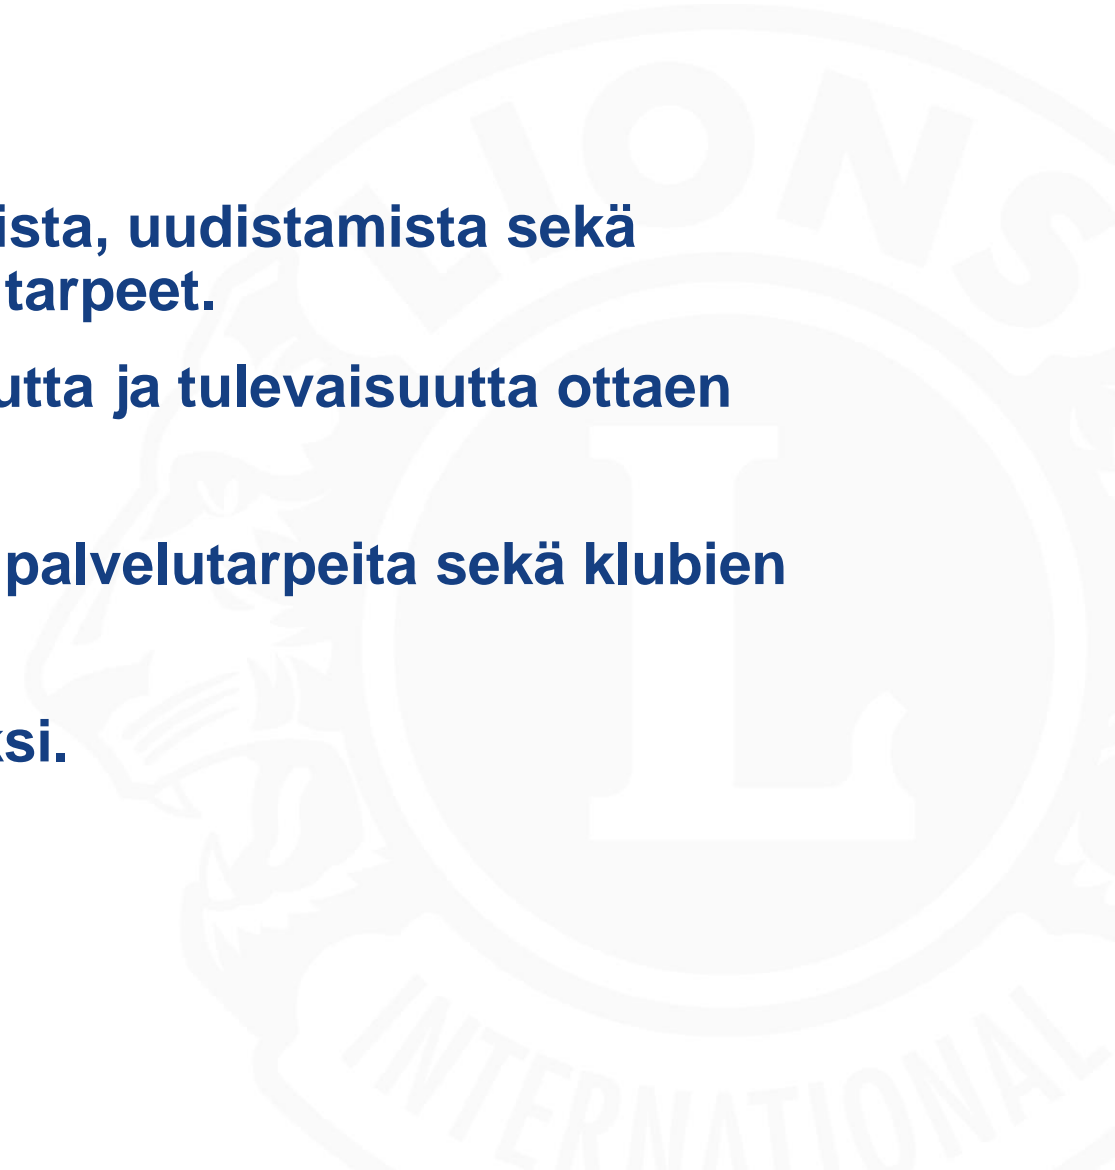 ista, uudistamista sekä
tarpeet.
utta ja tulevaisuutta ottaen
palvelutarpeita sekä klubien
ksi.
LIONS
L
INTERNATIONAL